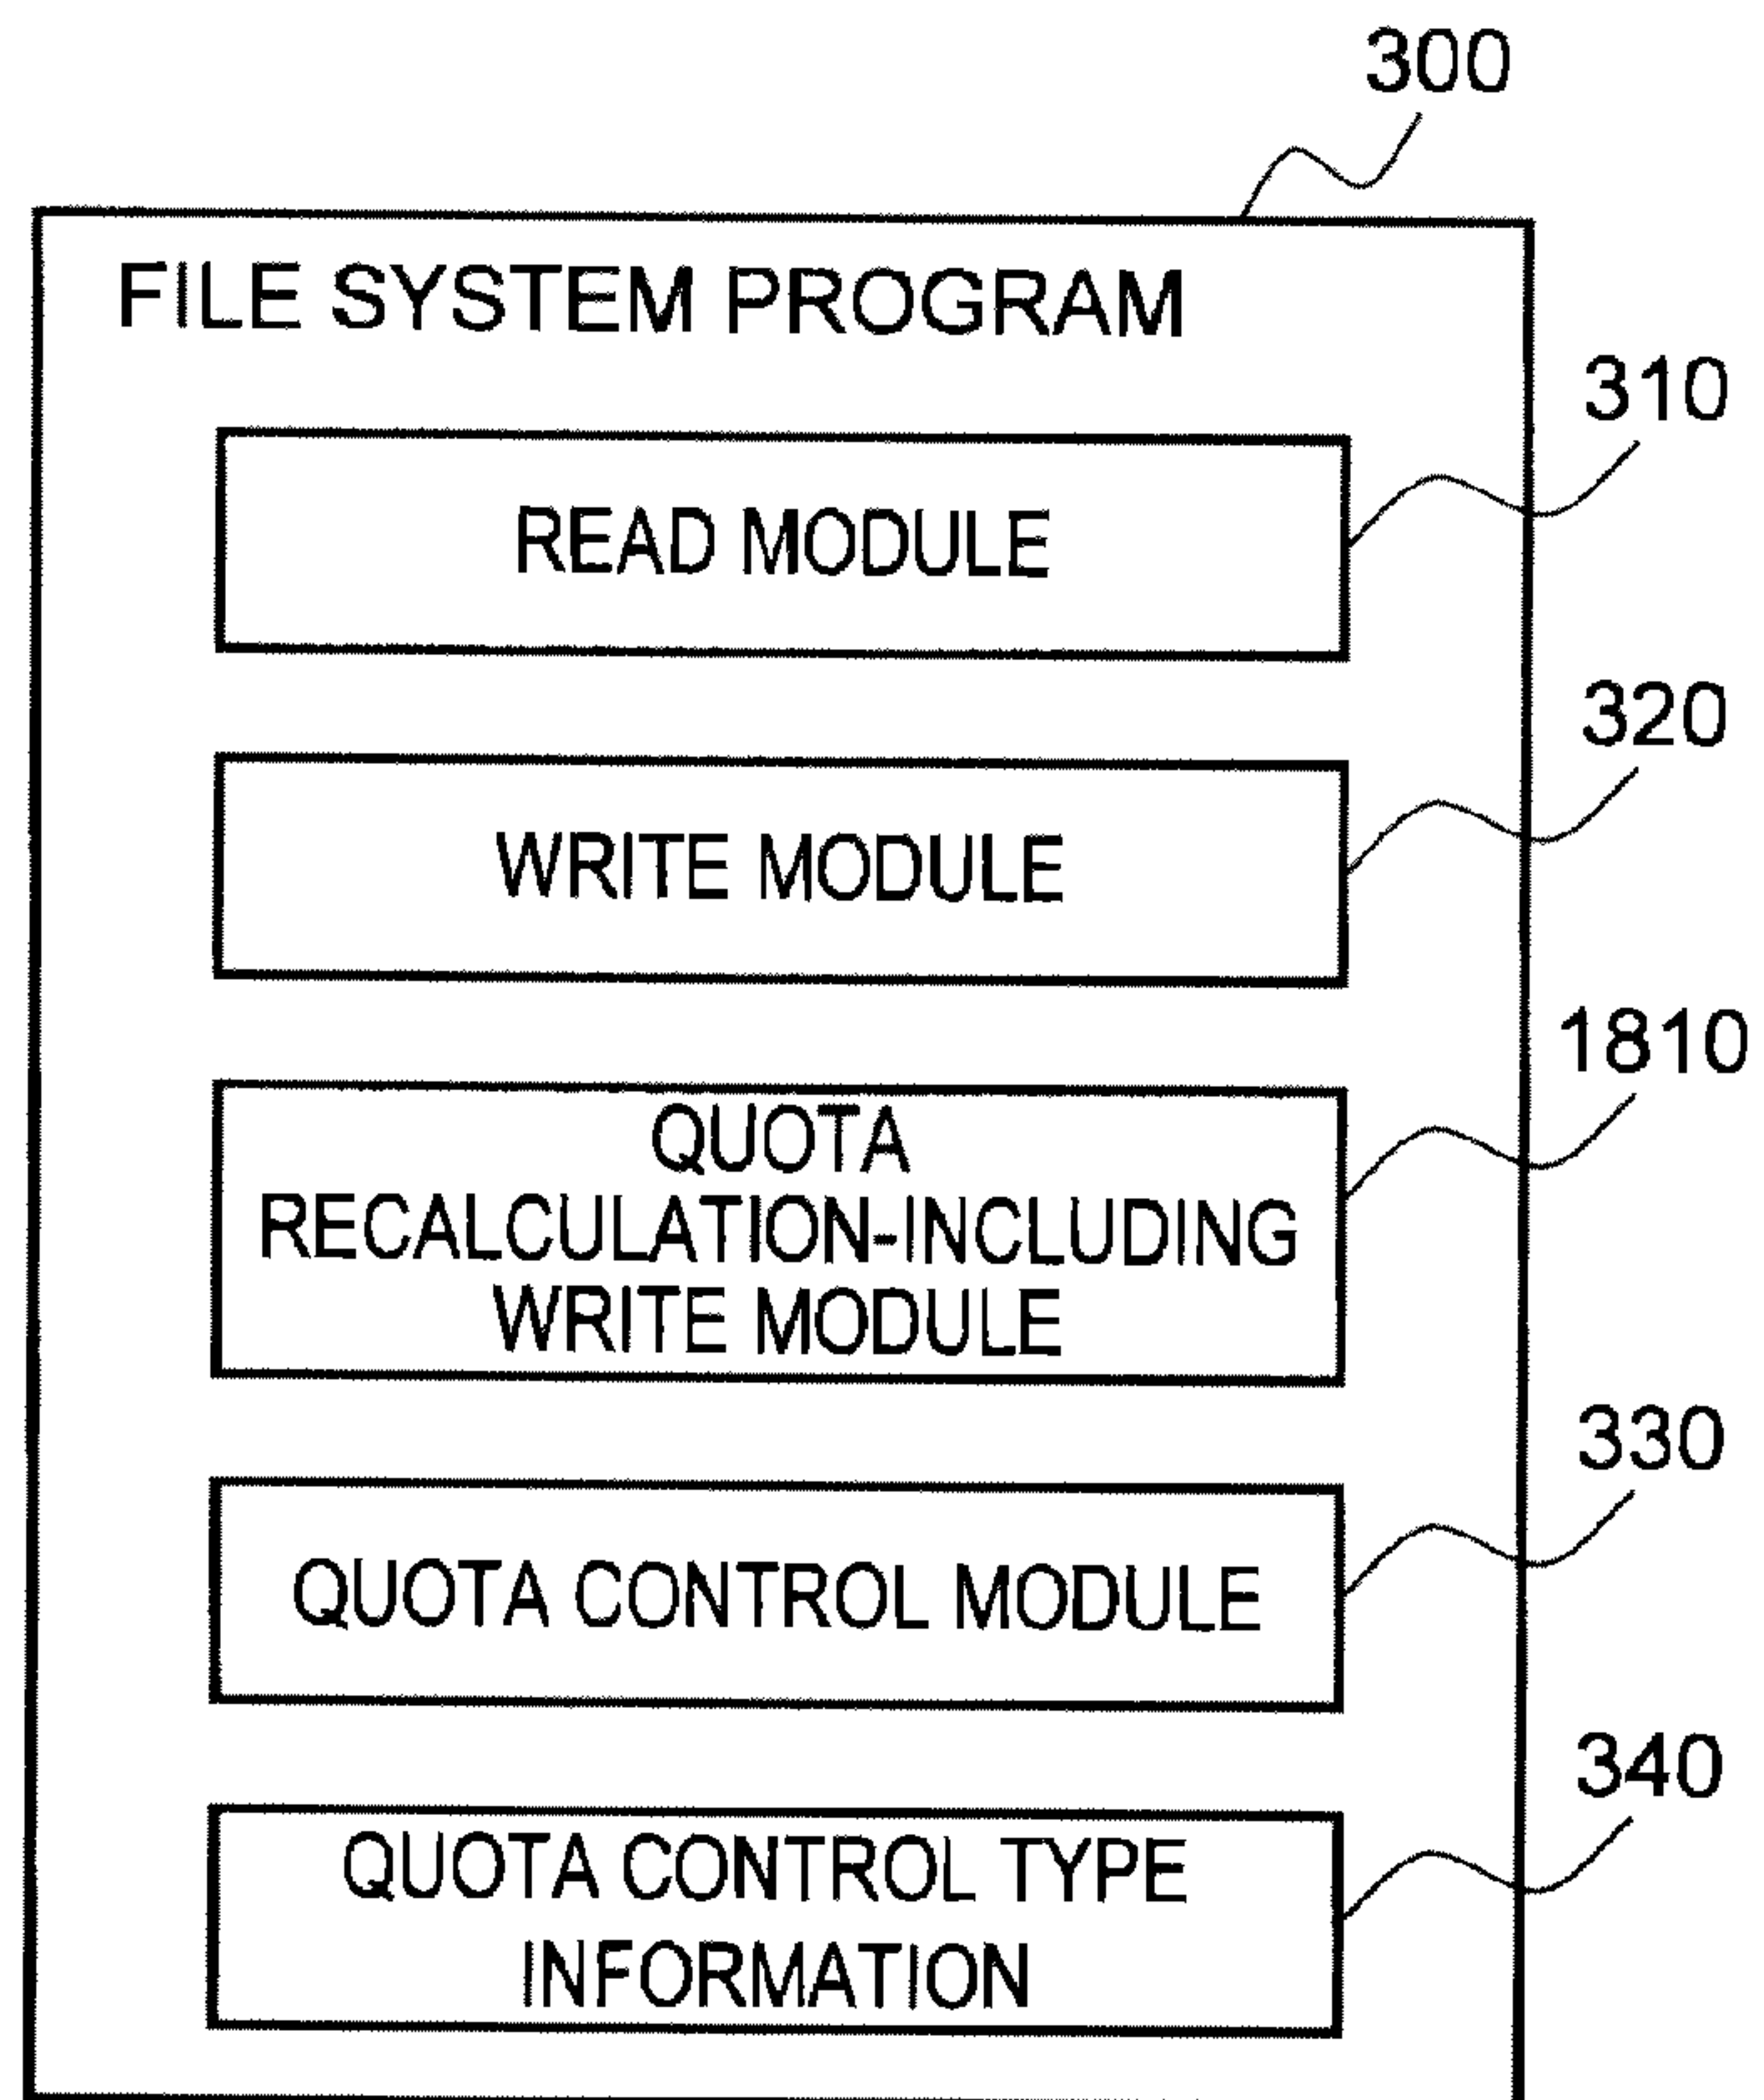 300
FILE SYSTEM PROGRAM
310
READ MODULE
320
WRITE MODULE
1810
QUOTA
RECALCULATION-INCLUDING
WRITE MODULE
330
QUOTA CONTROL MODULE
340
QUOTA CONTROL TYPE
INFORMATION